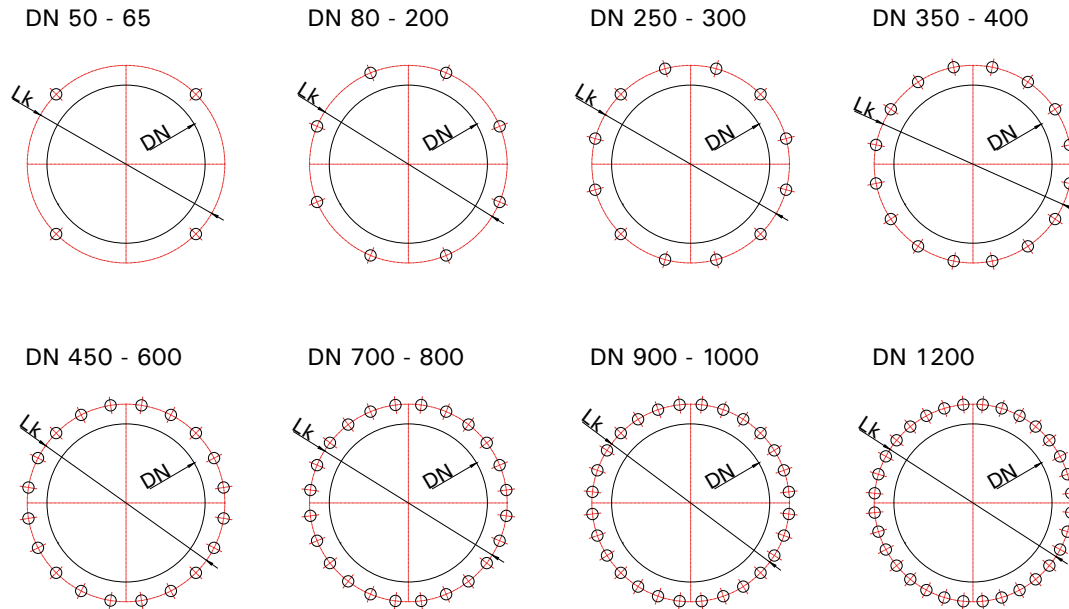 DN 50 - 65
DN 80 - 200
DN 250 - 300
DN 350 - 400
Lk
DN
Lk
DN
Lk
DN
Lk
DN
DN 450 - 600
DN 700 - 800
DN 900 - 1000
DN 1200
Lk
DN
Lk
DN
Lk
DN
Lk
DN